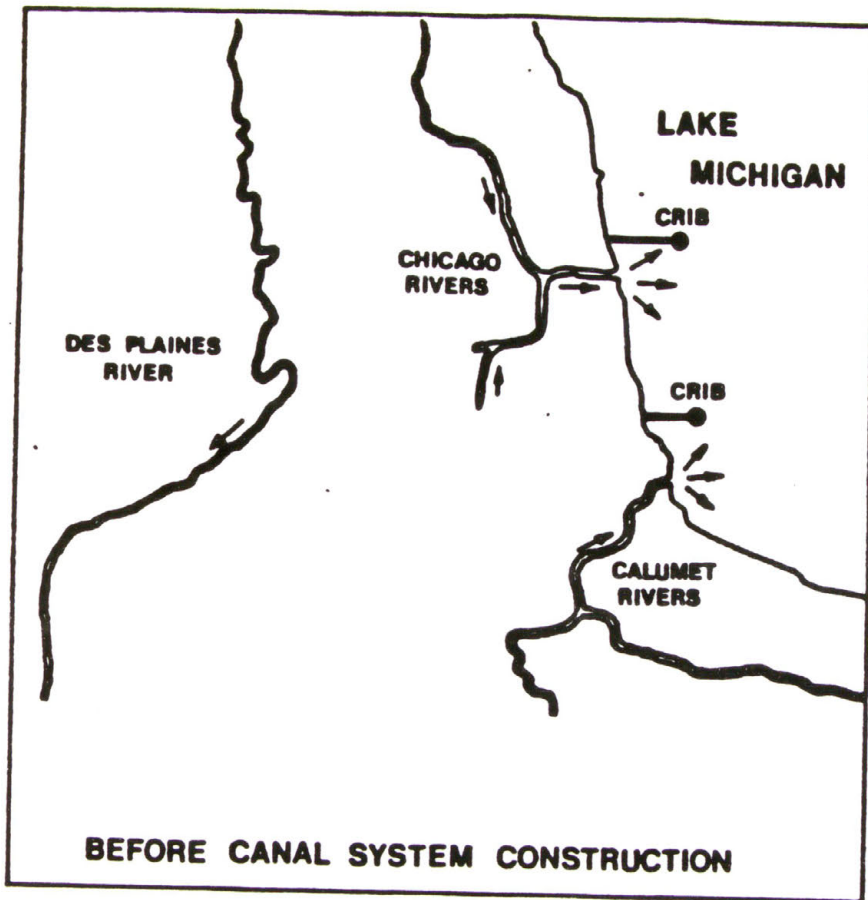 LAKE
MICHIGAN
CRIB
CHICAGO
RIVERS
DES PLAINES
RIVER
CRIB
CALUMET
RIVERS
BEFORE CANAL SYSTEM CONSTRUCTION